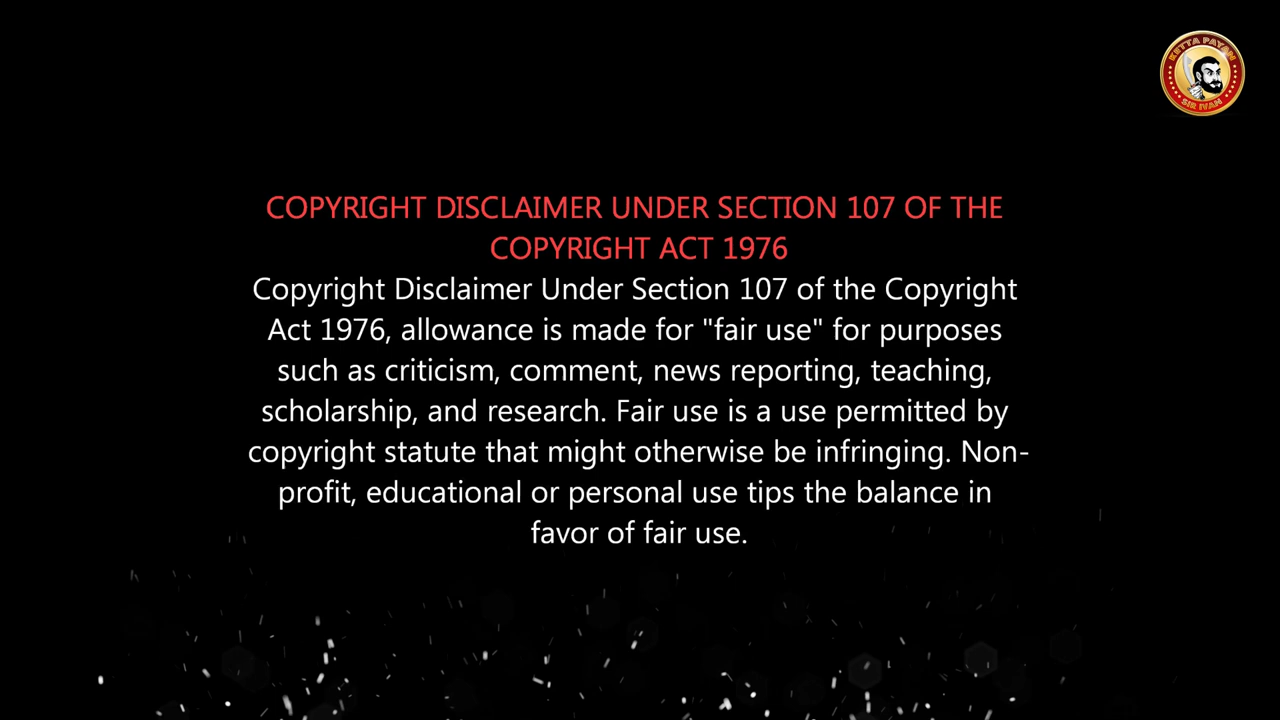 KETTA PAYAN
SIR IVAN
COPYRIGHT DISCLAIMER UNDER SECTION 107 OF THE
COPYRIGHT ACT 1976
Copyright Disclaimer Under Section 107 of the Copyright
Act 1976, allowance is made for "fair use" for purposes
such as criticism, comment, news reporting, teaching,
scholarship, and research. Fair use is a use permitted by
copyright statute that might otherwise be infringing. Non-
profit, educational or personal use tips the balance in
favor of fair use.